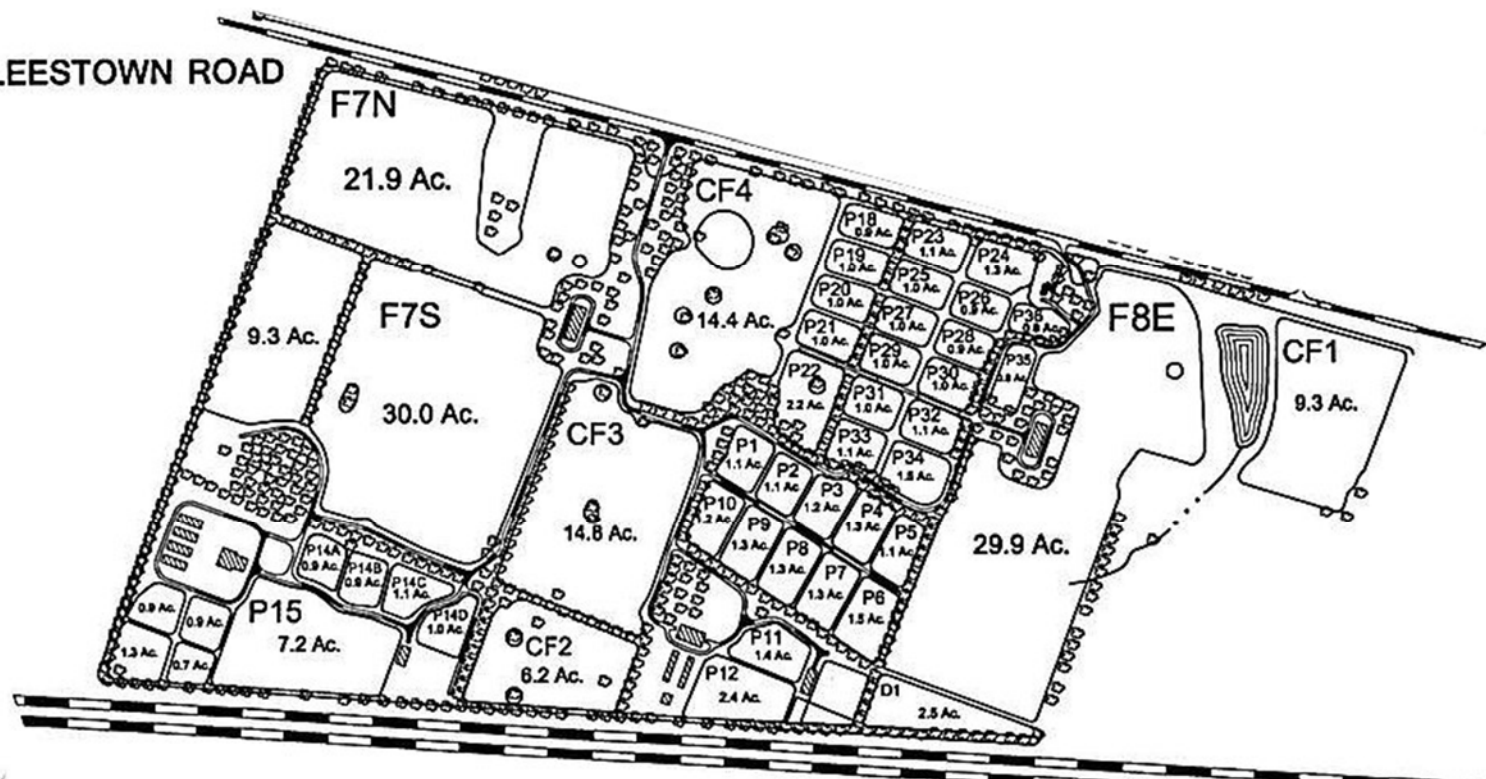 LEESTOWN ROAD
F7N
21.9 Ac.
CF4
14.4 Ac.
P18
0.9 Ac.
P19
1.0 Ac.
P20
1.0 Ac.
P21
1.0 Ac.
P22
2.2 Ac.
P23
1.1 Ac.
P24
1.3 Ac.
P25
1.0 Ac.
P26
0.9 Ac.
P27
1.0 Ac.
P28
0.9 Ac.
P29
1.0 Ac.
P30
1.0 Ac.
P31
1.0 Ac.
P32
1.1 Ac.
P33
1.1 Ac.
P34
P35
P36
F8E
29.9 Ac.
CF1
9.3 Ac.
9.3 Ac.
F7S
30.0 Ac.
CF3
14.8 Ac.
P1
1.1 Ac.
P2
1.1 Ac
P3
1.2 Ac.
P4
1.3 Ac.
P5
1.1 Ac.
P10
1.2 Ac.
P9
1.3 Ac.
P8
1.3 Ac.
P7
1.3 Ac.
P6
1.5 Ac.
P14A
0.9 Ac.
P14B
0.9 Ac.
P14C
1.1 Ac.
P14D
1.0 Ac.
P15
7.2 Ac.
0.9 Ac.
0.9 Ac.
1.3 Ac.
0.7 Ac.
CF2
6.2 Ac.
P11
1.4 Ac.
P12
2.4 Ac.
D1
2.5 Ac.